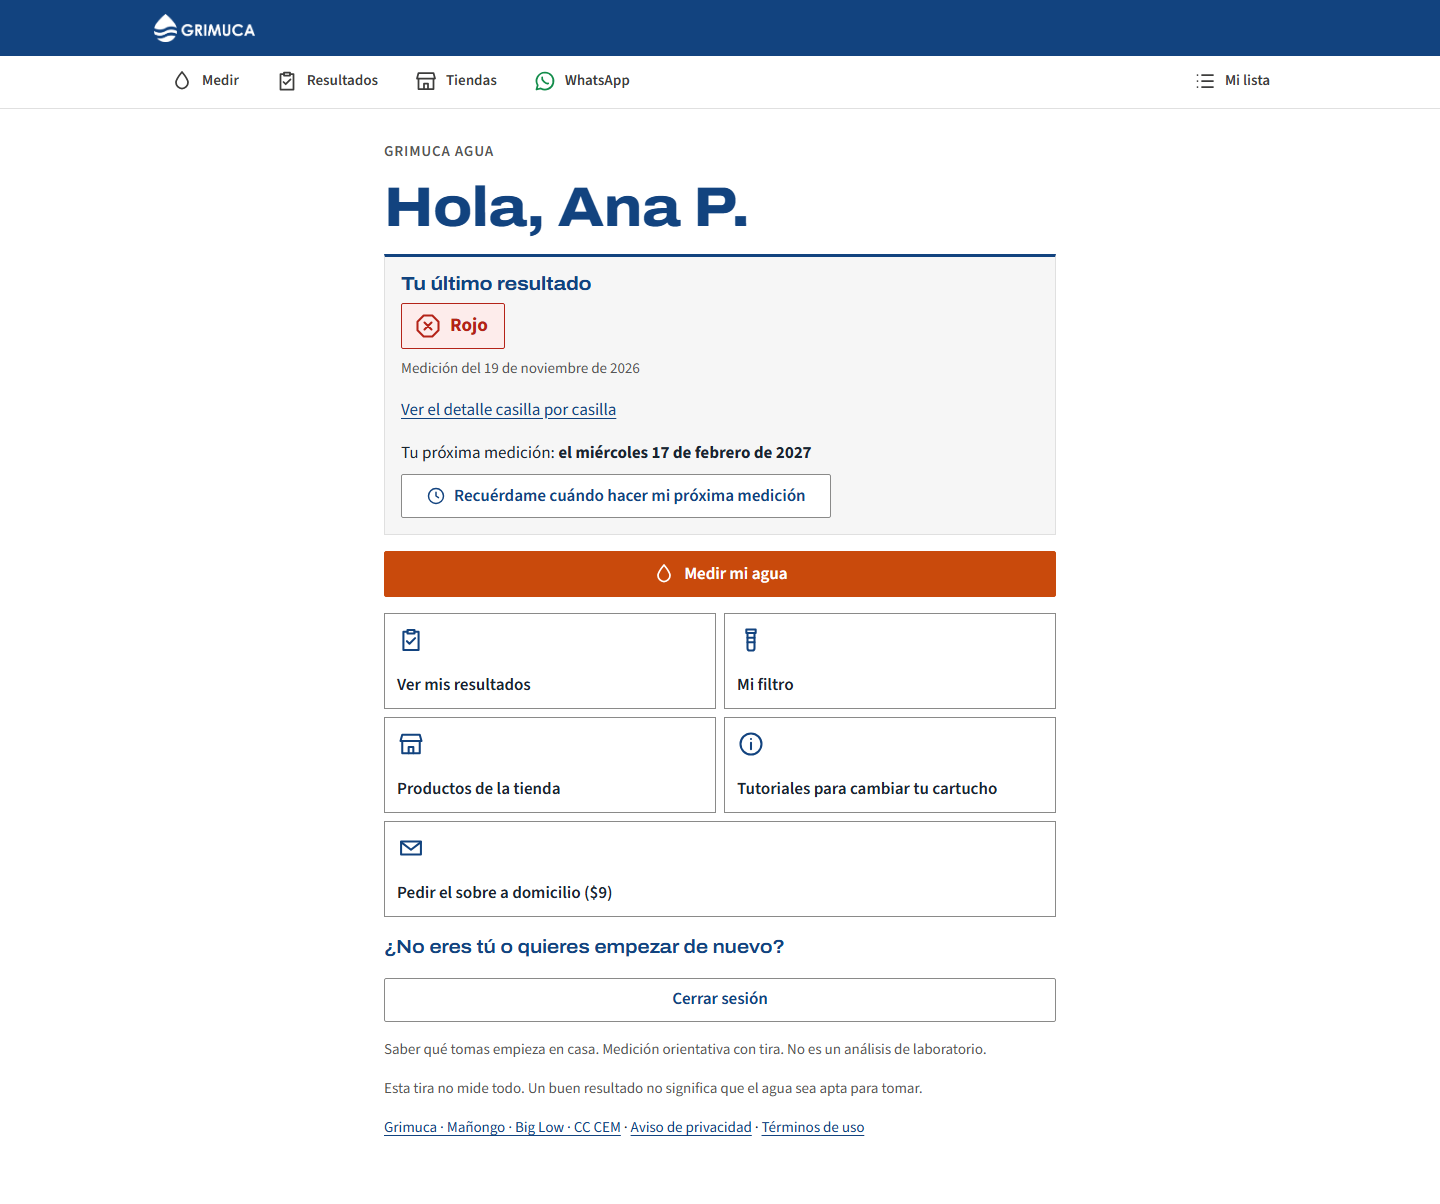 GRIMUCA
Medir
Resultados
Tiendas
WhatsApp
Mi lista
GRIMUCA AGUA
Hola, Ana P.
Tu último resultado
Rojo
Medición del 19 de noviembre de 2026
Ver el detalle casilla por casilla
Tu próxima medición: el miércoles 17 de febrero de 2027
Recuérdame cuándo hacer mi próxima medición
Medir mi agua
Ver mis resultados
Mi filtro
Productos de la tienda
Tutoriales para cambiar tu cartucho
Pedir el sobre a domicilio ($9)
¿No eres tú o quieres empezar de nuevo?
Cerrar sesión
Saber qué tomas empieza en casa. Medición orientativa con tira. No es un análisis de laboratorio.
Esta tira no mide todo. Un buen resultado no significa que el agua sea apta para tomar.
Grimuca · Mañongo · Big Low · CC CEM · Aviso de privacidad · Términos de uso